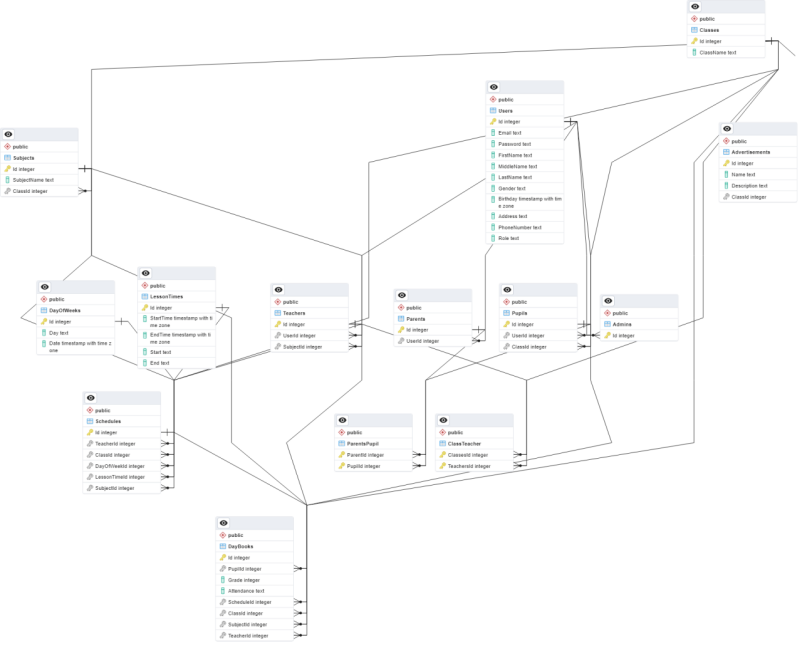 public
Classes
Id integer
ClassName text
public
Users
Id integer
Email text
Password text
FirstName text
MiddleName text
LastName text
Gender text
Birthday timestamp with tim
e zone
Address text
PhoneNumber text
Role text
public
Advertisements
Id integer
Name text
Description text
ClassId integer
public
Subjects
Id integer
SubjectName text
ClassId integer
public
DayOfWeeks
Id integer
Day text
Date timestamp with time z
one
public
LessonTimes
Id integer
StartTime timestamp with ti
me zone
EndTime timestamp with ti
me zone
Start text
End text
public
Teachers
Id integer
UserId integer
SubjectId integer
public
Parents
Id integer
UserId integer
public
Pupils
Id integer
UserId integer
ClassId integer
public
Admins
Id integer
public
Schedules
Id integer
TeacherId integer
ClassId integer
DayOfWeekId integer
LessonTimeId integer
SubjectId integer
public
ParentPupil
ParentId integer
PupilId integer
public
ClassTeacher
ClassesId integer
TeachersId integer
public
DayBooks
Id integer
PupilId integer
Grade integer
Attendance text
ScheduleId integer
ClassId integer
SubjectId integer
TeacherId integer